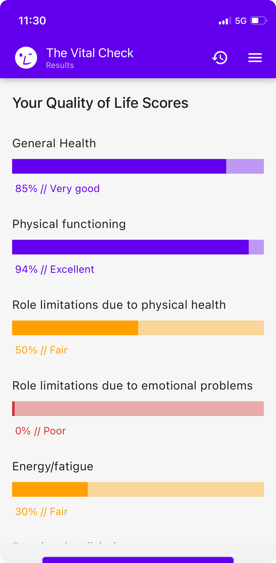 11:30
5G
The Vital Check
Results
Your Quality of Life Scores
General Health
85% // Very good
Physical functioning
94% // Excellent
Role limitations due to physical health
50% // Fair
Role limitations due to emotional problems
0% // Poor
Energy/fatigue
30% // Fair